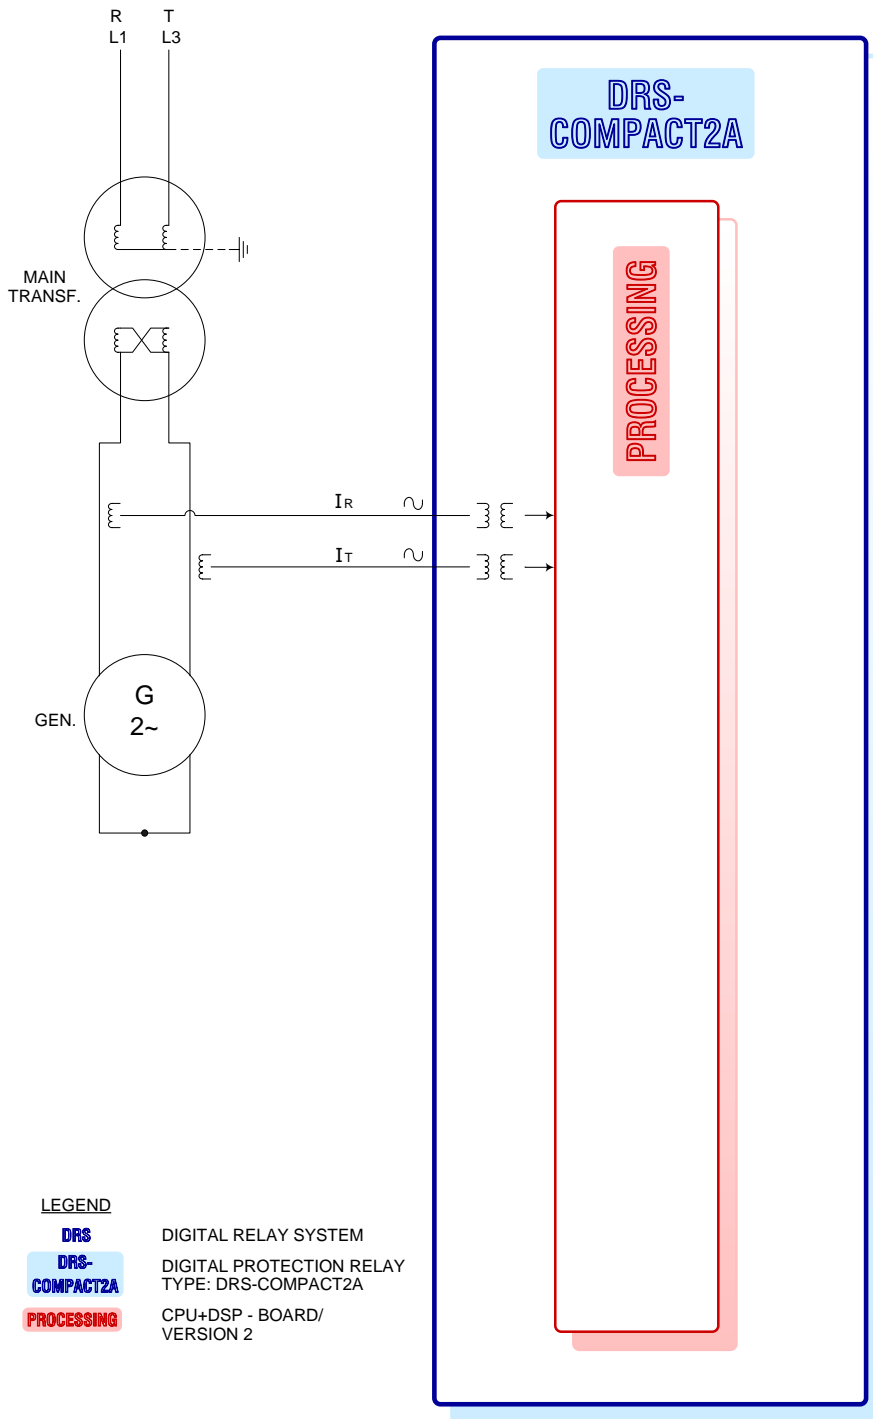 R T
L1 L3
DRS-
COMPACT2A
PROCESSING
MAIN
TRANSF.
IR
IT
G
2~
GEN.
LEGEND
DRS DIGITAL RELAY SYSTEM
DRS-
COMPACT2A
DIGITAL PROTECTION RELAY
TYPE: DRS-COMPACT2A
PROCESSING
CPU+DSP - BOARD/
VERSION 2